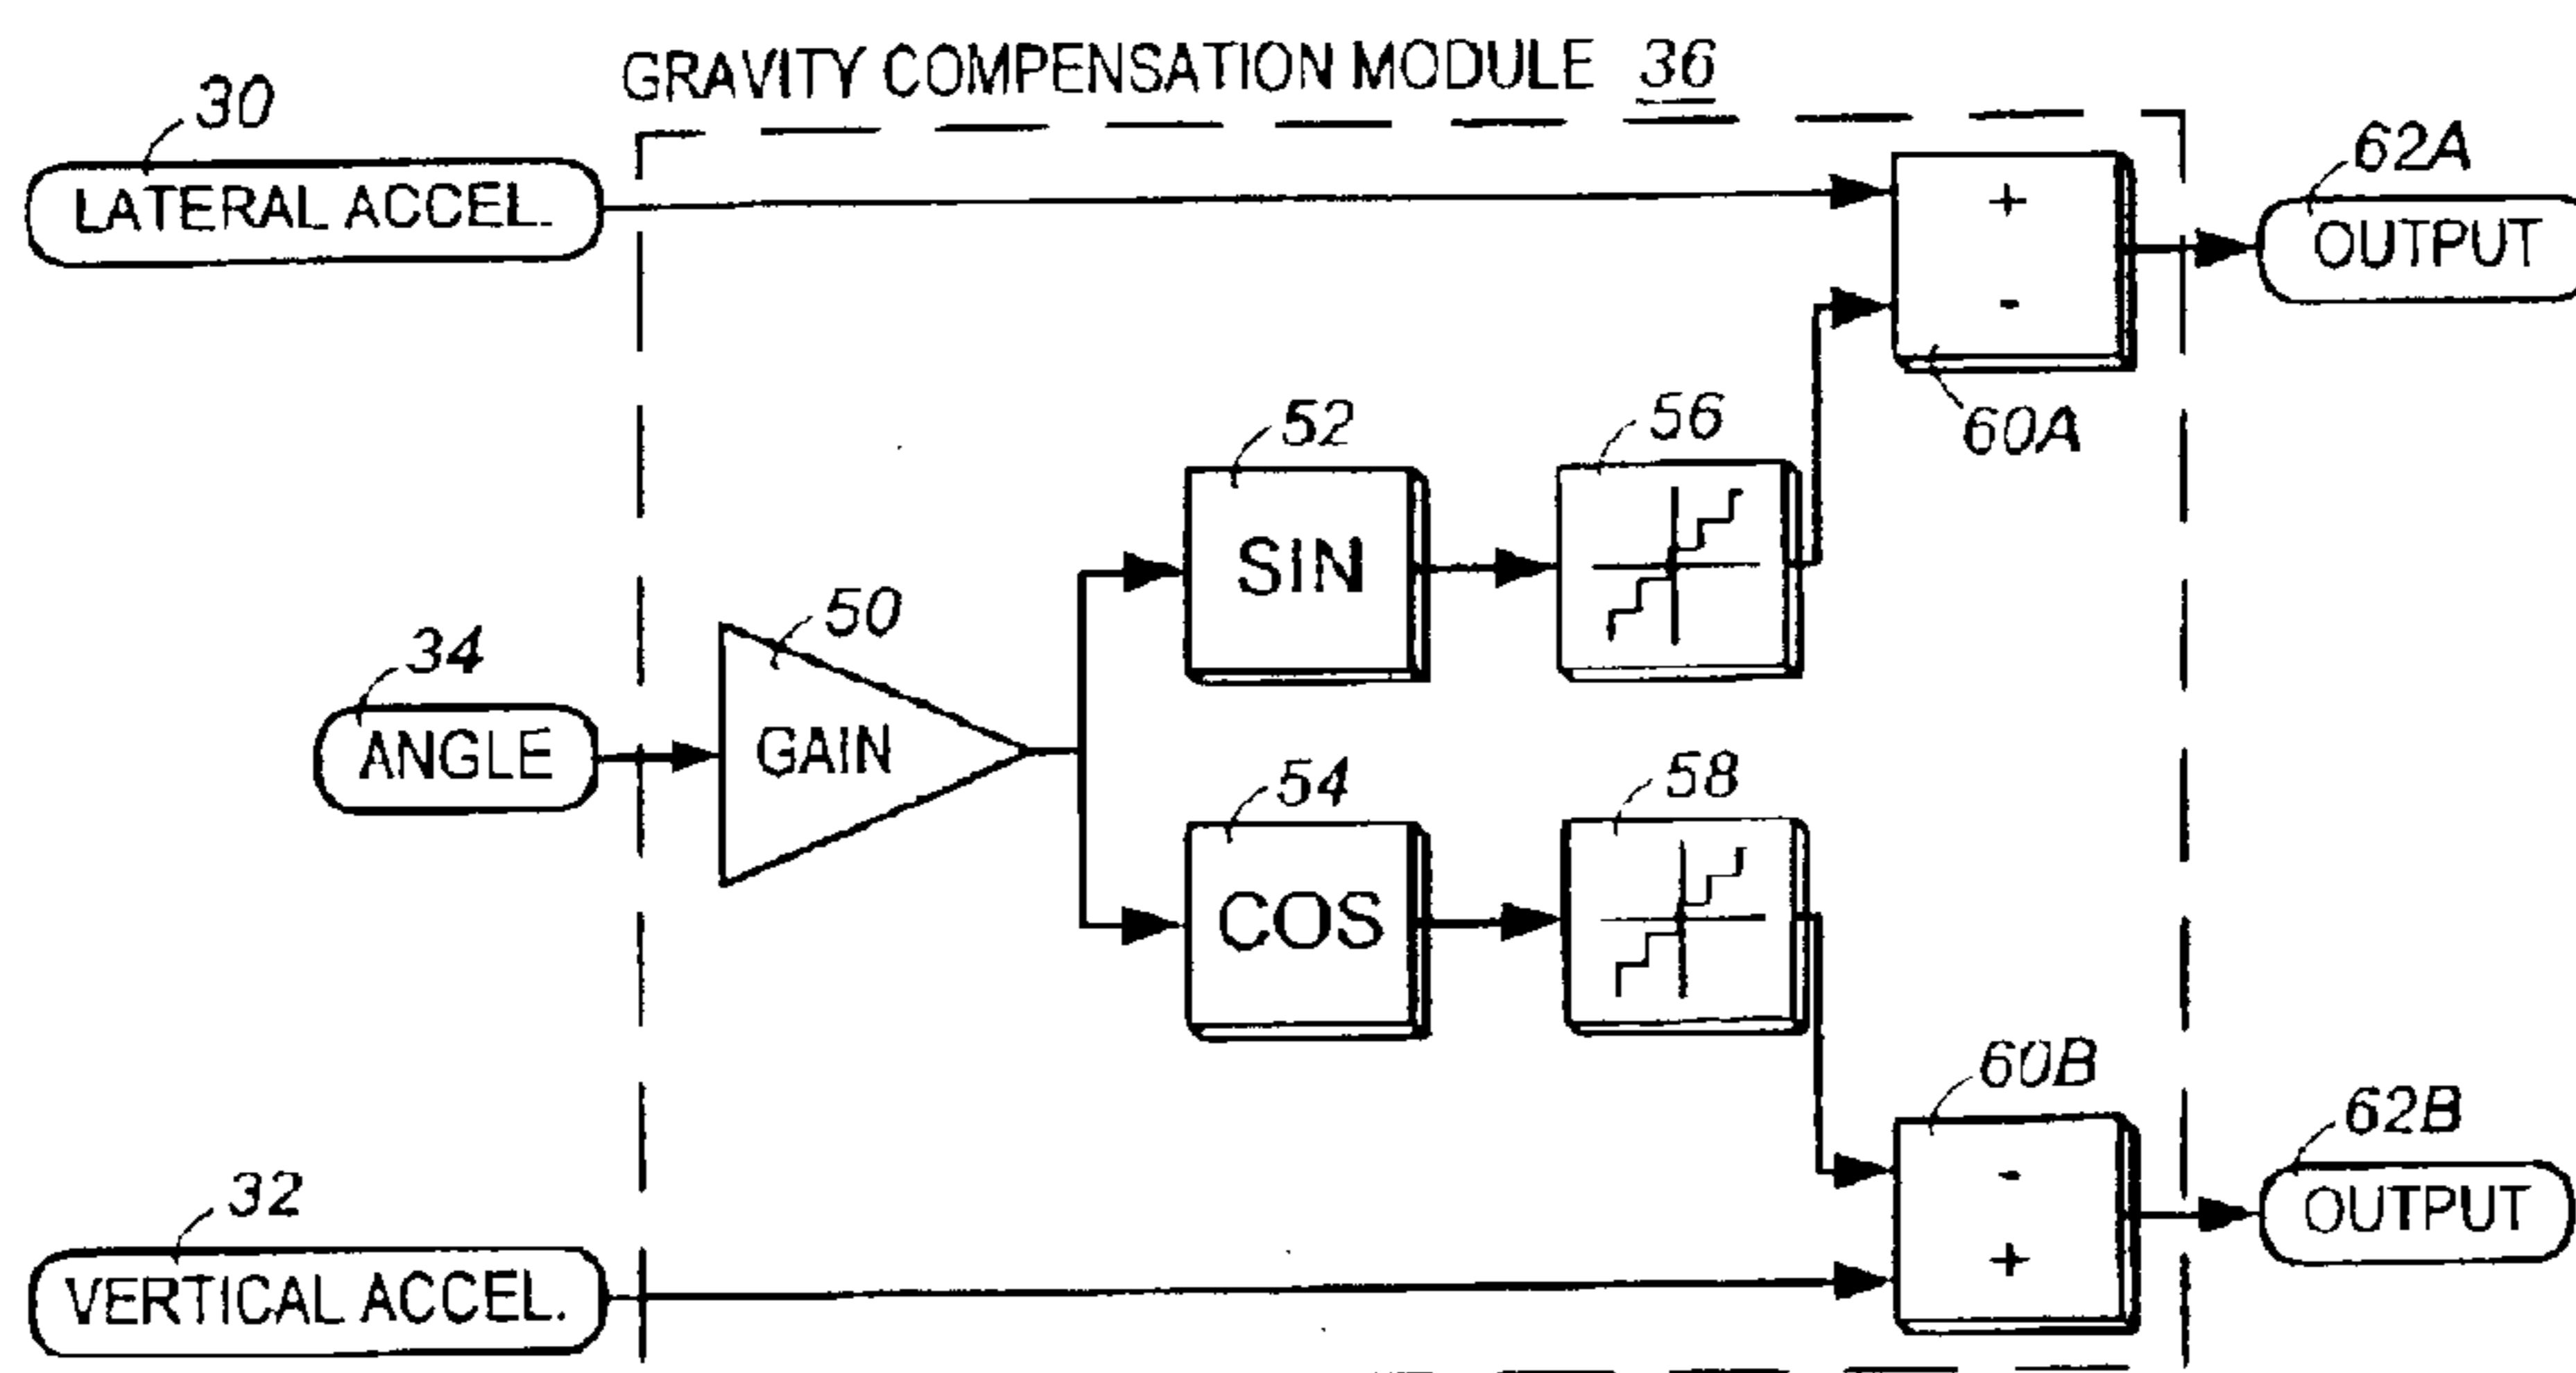 GRAVITY COMPENSATION MODULE 36
30
LATERAL ACCEL.
+
-
60A
62A
OUTPUT
52
SIN
56
34
ANGLE
50
GAIN
54
COS
58
60B
-
+
62B
OUTPUT
32
VERTICAL ACCEL.